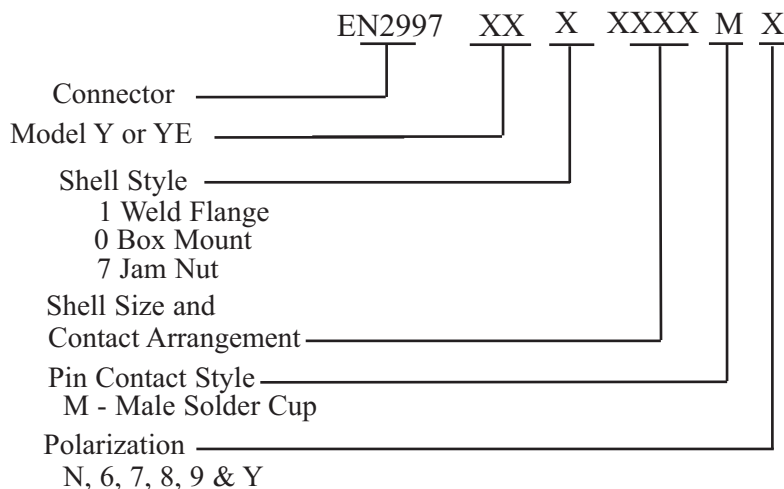 EN2997 XX X XXXX M X
Connector
Model Y or YE
Shell Style
1 Weld Flange
0 Box Mount
7 Jam Nut
Shell Size and
Contact Arrangement
Pin Contact Style
M - Male Solder Cup
Polarization
N, 6, 7, 8, 9 & Y